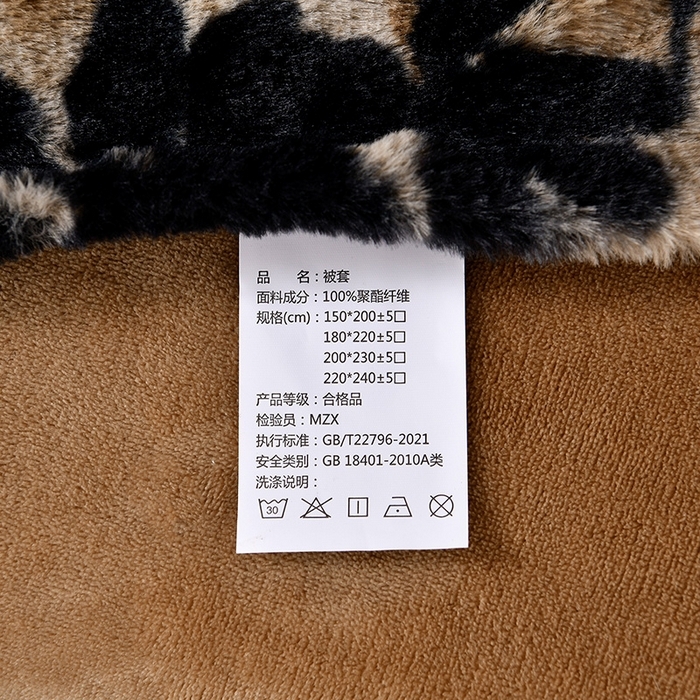 品　　名：被套
面料成分：100%聚酯纤维
规格(cm)：150*200±5□
180*220±5□
200*230±5□
220*240±5□
产品等级：合格品
检验员：MZX
执行标准：GB/T22796-2021
安全类别：GB 18401-2010A类
洗涤说明：
30